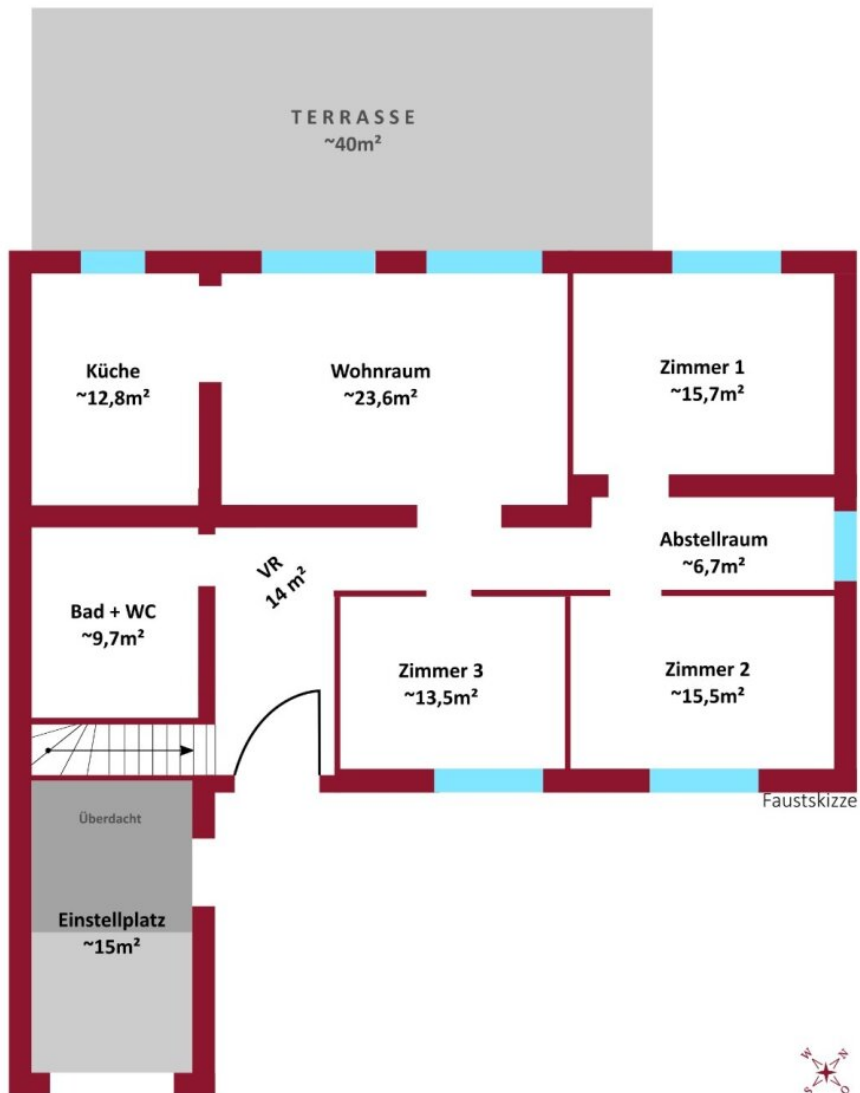 TERRASSE
~40m²
Küche
~12,8m²
Wohnraum
~23,6m²
Zimmer 1
~15,7m²
Abstellraum
~6,7m²
VR
14 m²
Bad + WC
~9,7m²
Zimmer 3
~13,5m²
Zimmer 2
~15,5m²
Faustskizze
Überdacht
Einstellplatz
~15m²
W N
S O